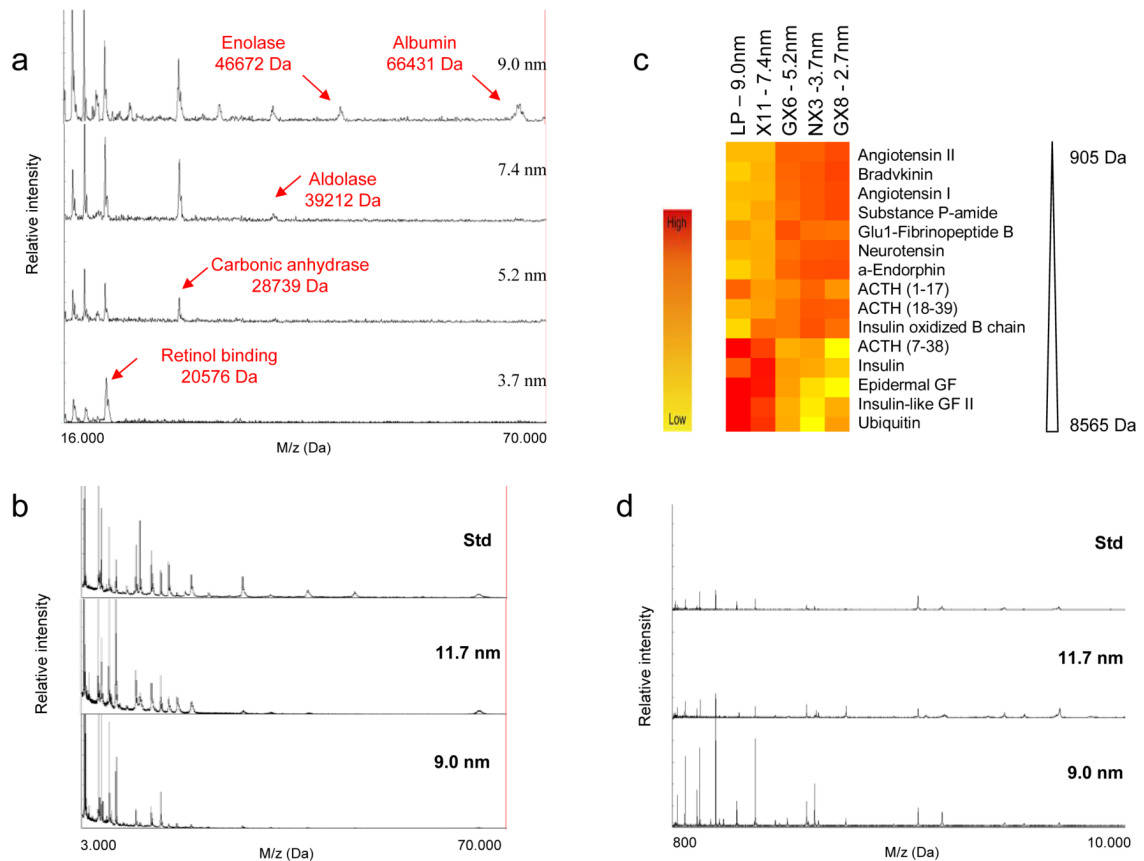 a
Enolase
46672 Da
Albumin
66431 Da
9.0 nm
7.4 nm
Aldolase
39212 Da
Carbonic anhydrase
28739 Da
5.2 nm
Retinol binding
20576 Da
3.7 nm
Relative intensity
16.000
70.000
M/z (Da)
c
LP – 9.0nm
X11 - 7.4nm
GX6 - 5.2nm
NX3 -3.7nm
GX8 - 2.7nm
High
Low
Angiotensin II
Bradvkinin
Angiotensin I
Substance P-amide
Glu1-Fibrinopeptide B
Neurotensin
a-Endorphin
ACTH (1-17)
ACTH (18-39)
Insulin oxidized B chain
ACTH (7-38)
Insulin
Epidermal GF
Insulin-like GF II
Ubiquitin
905 Da
8565 Da
b
Std
11.7 nm
9.0 nm
Relative intensity
3.000
70.000
M/z (Da)
d
Std
11.7 nm
9.0 nm
Relative intensity
800
10.000
M/z (Da)